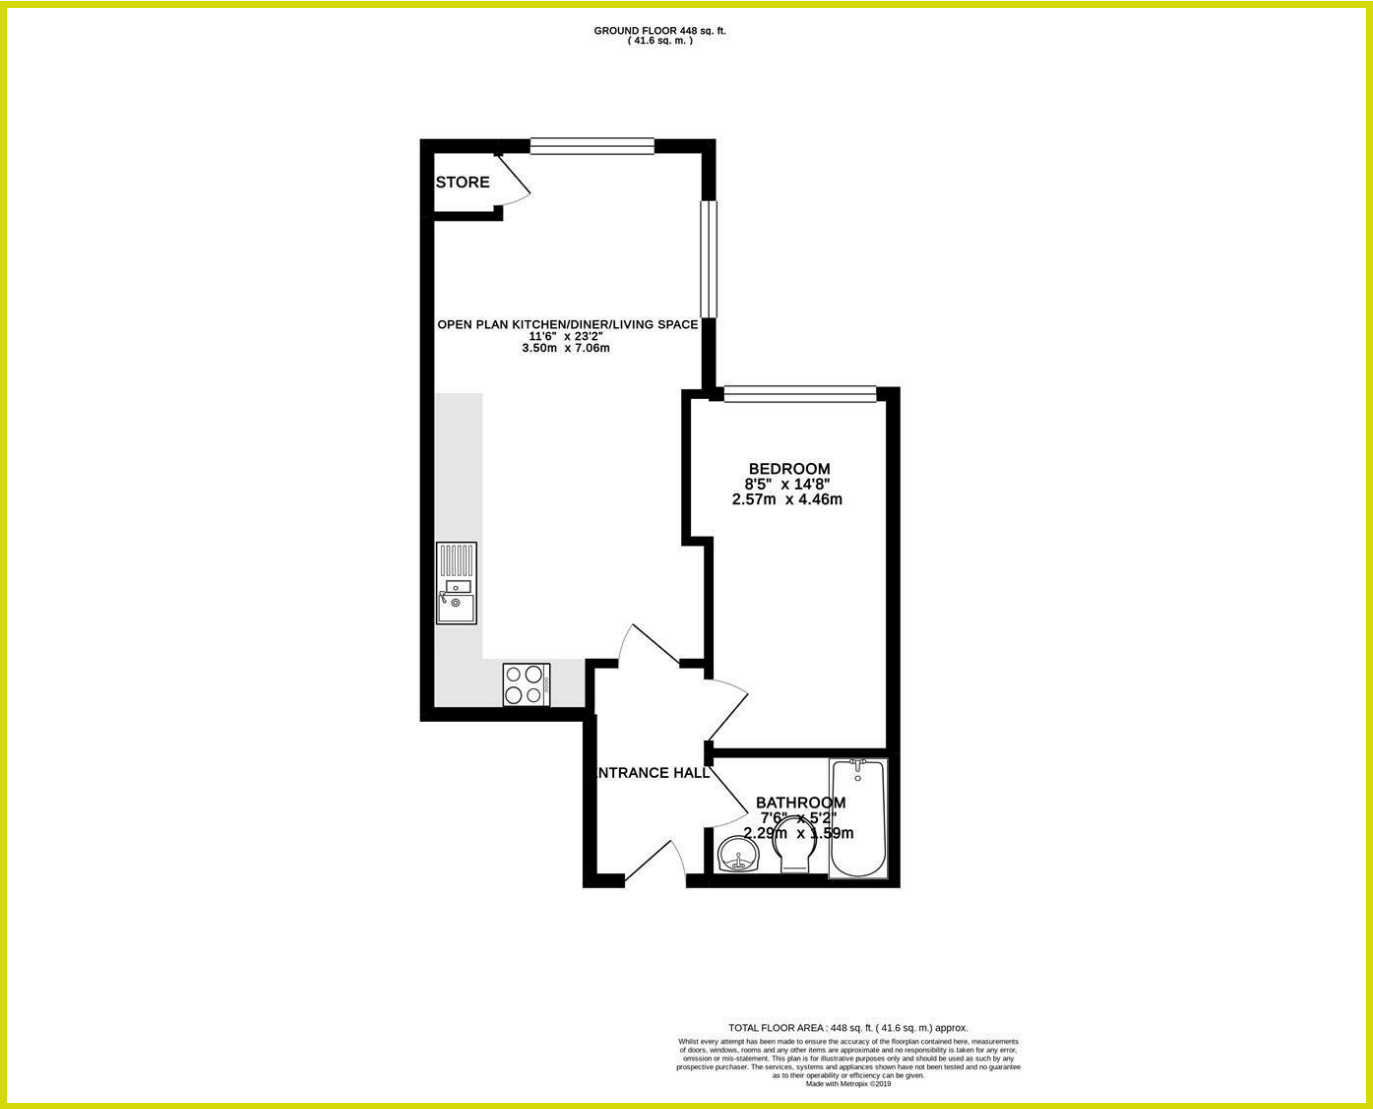 GROUND FLOOR 448 sq. ft.
( 41.6 sq. m. )
STORE
OPEN PLAN KITCHEN/DINER/LIVING SPACE
11'6" x 23'2"
3.50m x 7.06m
BEDROOM
8'5" x 14'8"
2.57m x 4.46m
ENTRANCE HALL
BATHROOM
7'6" x 5'2"
2.29m x 1.59m
TOTAL FLOOR AREA : 448 sq. ft. ( 41.6 sq. m.) approx.
Whilst every attempt has been made to ensure the accuracy of the floorplan contained here, measurements
of doors, windows, rooms and any other items are approximate and no responsibility is taken for any error,
omission or mis-statement. This plan is for illustrative purposes only and should be used as such by any
prospective purchaser. The services, systems and appliances shown have not been tested and no guarantee
as to their operability or efficiency can be given.
Made with Metropix ©2019